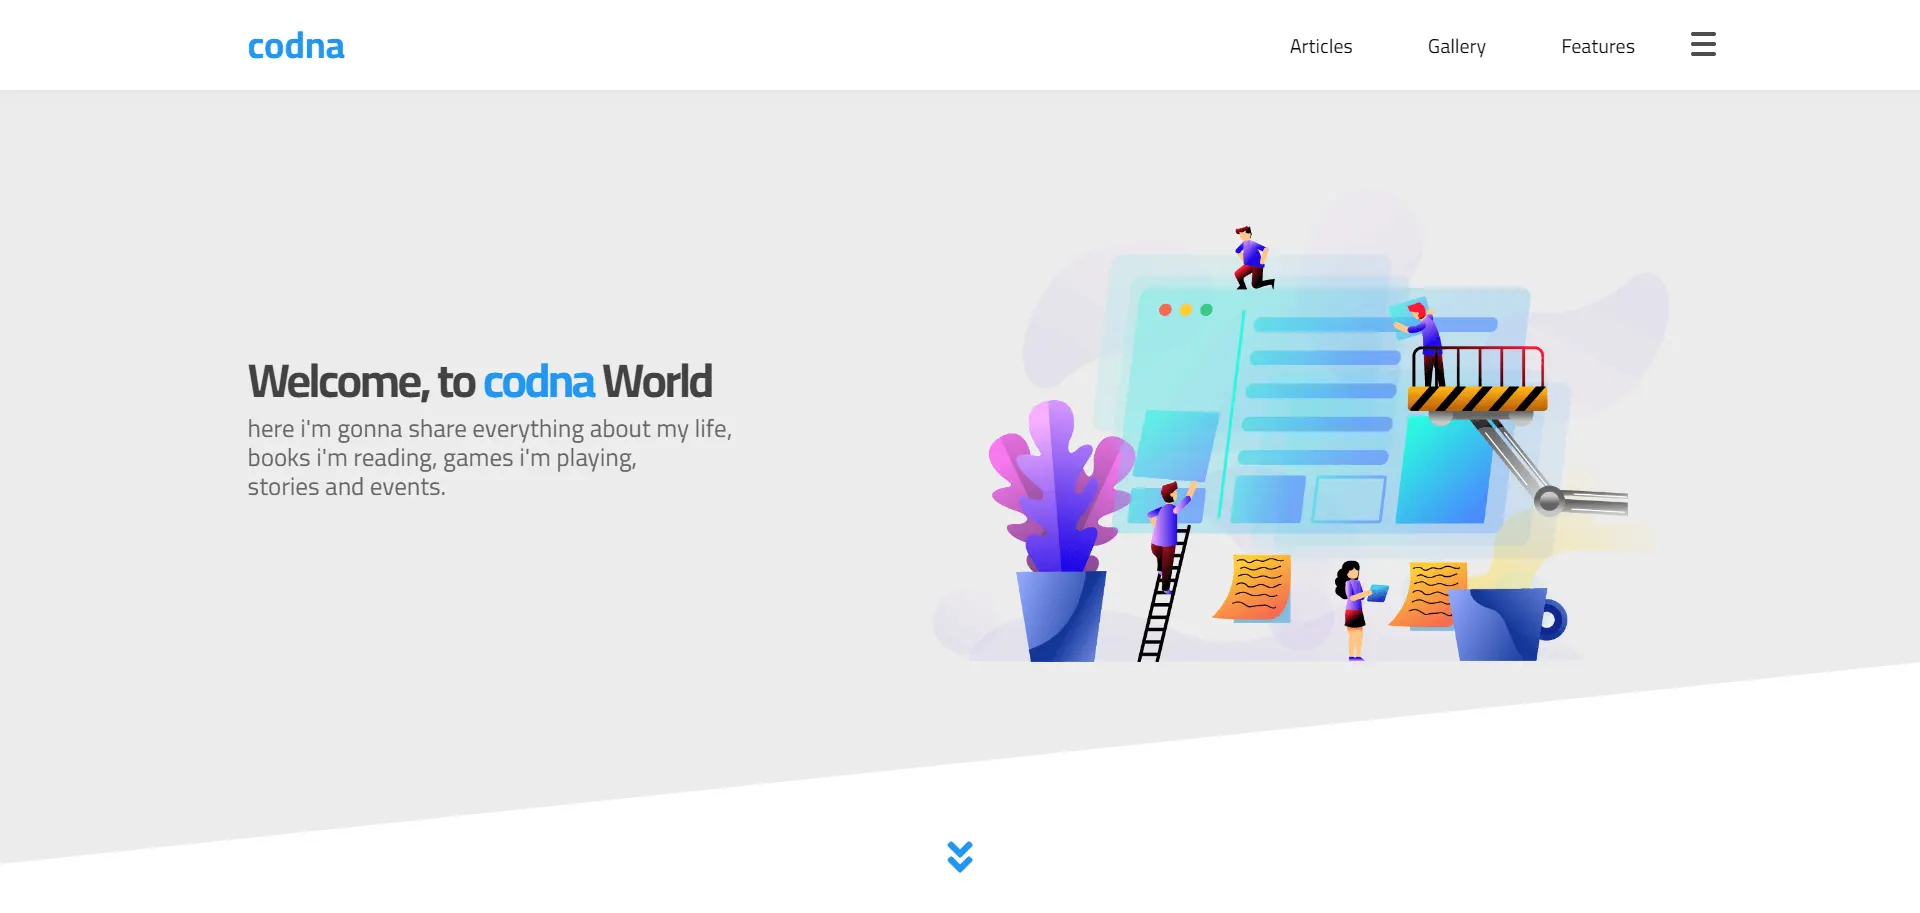 codna
Articles
Gallery
Features
Welcome, to codna World
here i'm gonna share everything about my life,
books i'm reading, games i'm playing,
stories and events.